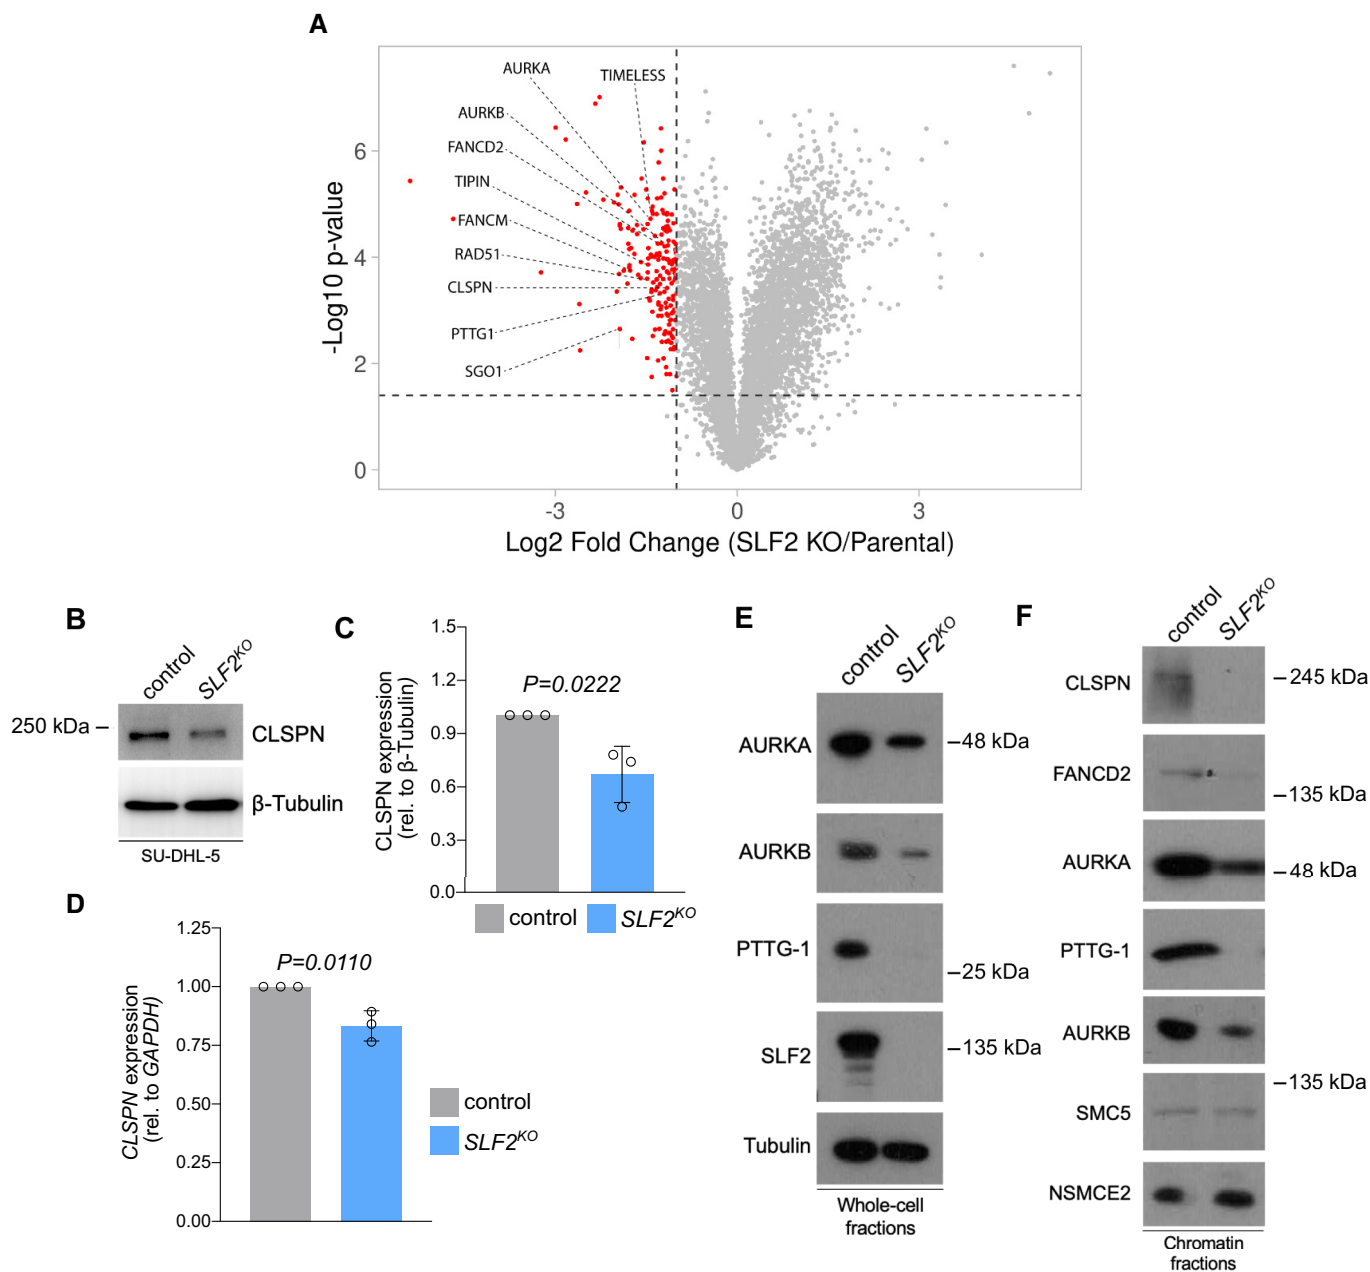 A
AURKA
TIMELESS
AURKB
FANCD2
TIPIN
FANCM
RAD51
CLSPN
PTTG1
SGO1
6
4
2
0
-3
0
3
-Log10 p-value
Log2 Fold Change (SLF2 KO/Parental)
B
control
SLF2KO
250 kDa
CLSPN
β-Tubulin
SU-DHL-5
C
1.5
1.2
0.9
0.6
0.3
0.0
CLSPN expression
(rel. to β-Tubulin)
P=0.0222
control
SLF2KO
D
1.25
1.00
0.75
0.50
0.25
0.00
CLSPN expression
(rel. to GAPDH)
P=0.0110
control
SLF2KO
E
control
SLF2KO
AURKA
48 kDa
AURKB
PTTG-1
25 kDa
SLF2
135 kDa
Tubulin
Whole-cell
fractions
F
control
SLF2KO
CLSPN
245 kDa
FANCD2
135 kDa
AURKA
48 kDa
PTTG-1
AURKB
135 kDa
SMC5
NSMCE2
Chromatin
fractions